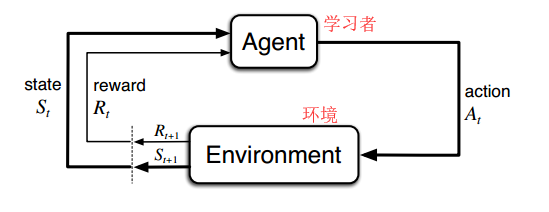 学习者
Agent
state
S_t
reward
R_t
action
A_t
环境
R_{t+1}
S_{t+1}
Environment